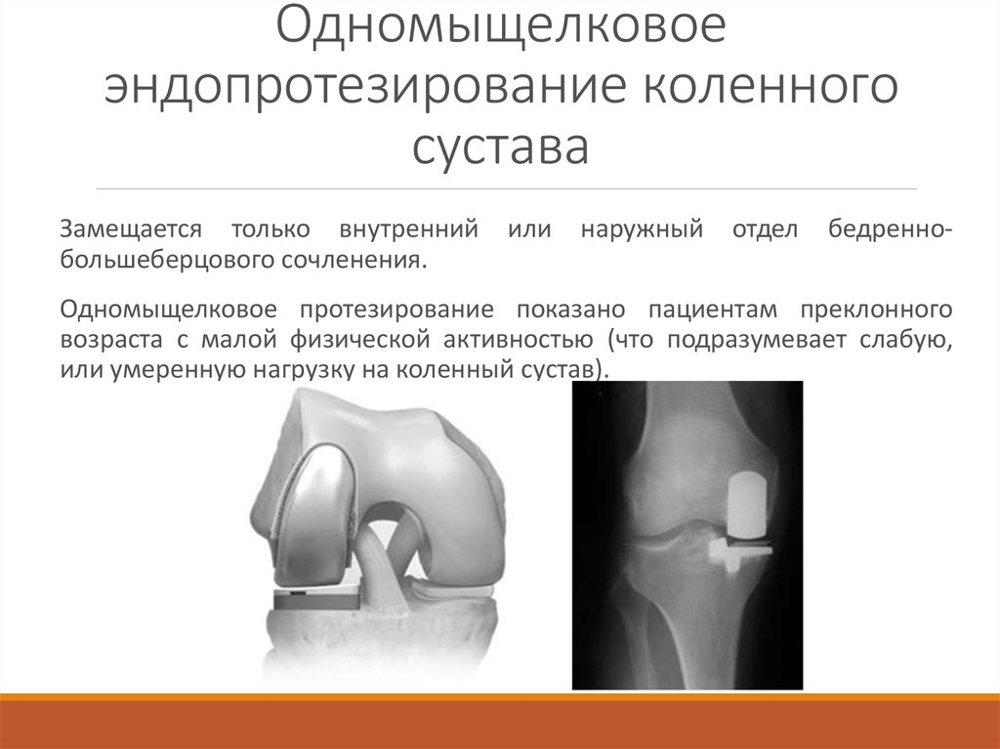 Одномыщелковое
эндопротезирование коленного
сустава
Замещается только внутренний или наружный отдел бедренно-
большеберцового сочленения.
Одномыщелковое протезирование показано пациентам преклонного
возраста с малой физической активностью (что подразумевает слабую,
или умеренную нагрузку на коленный сустав).